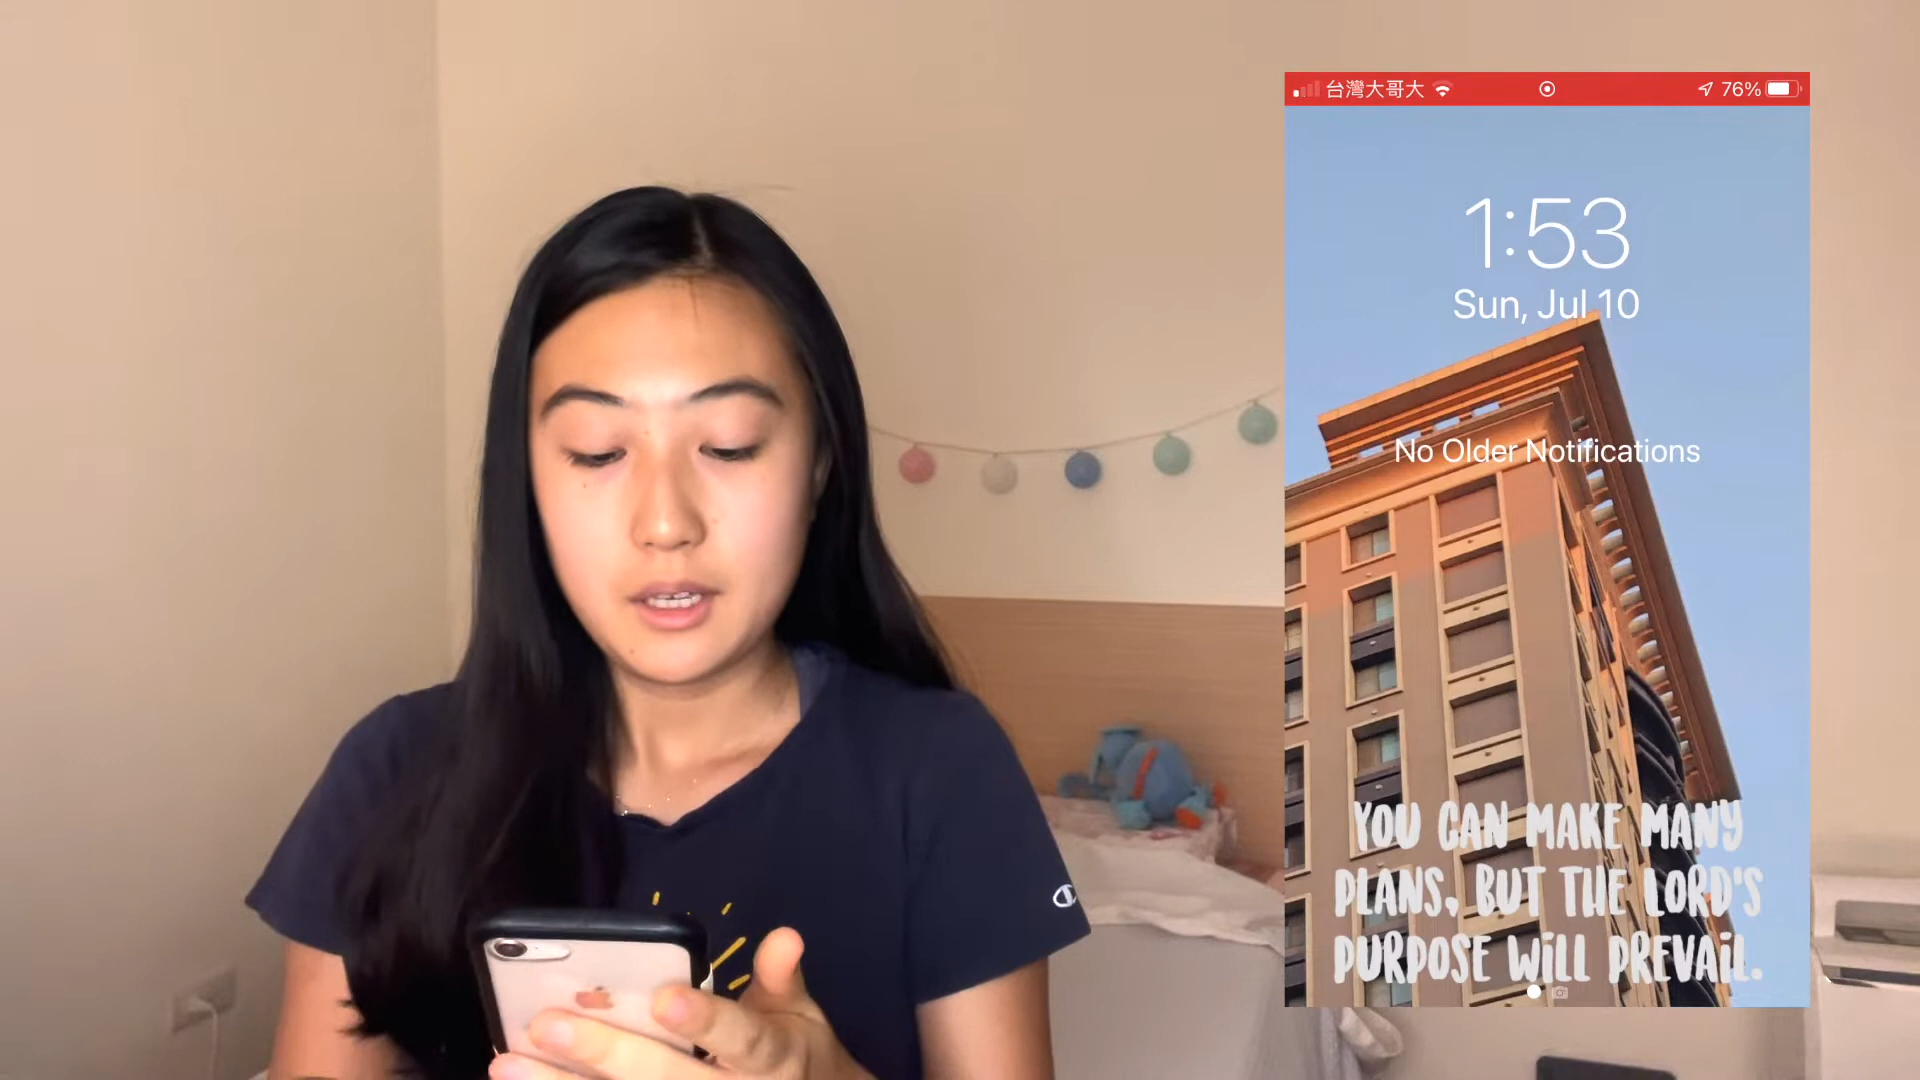 台灣大哥大
76%
1:53
Sun, Jul 10
No Older Notifications
YOU CAN MAKE MANY
PLANS, BUT THE LORD'S
PURPOSE WILL PREVAIL.